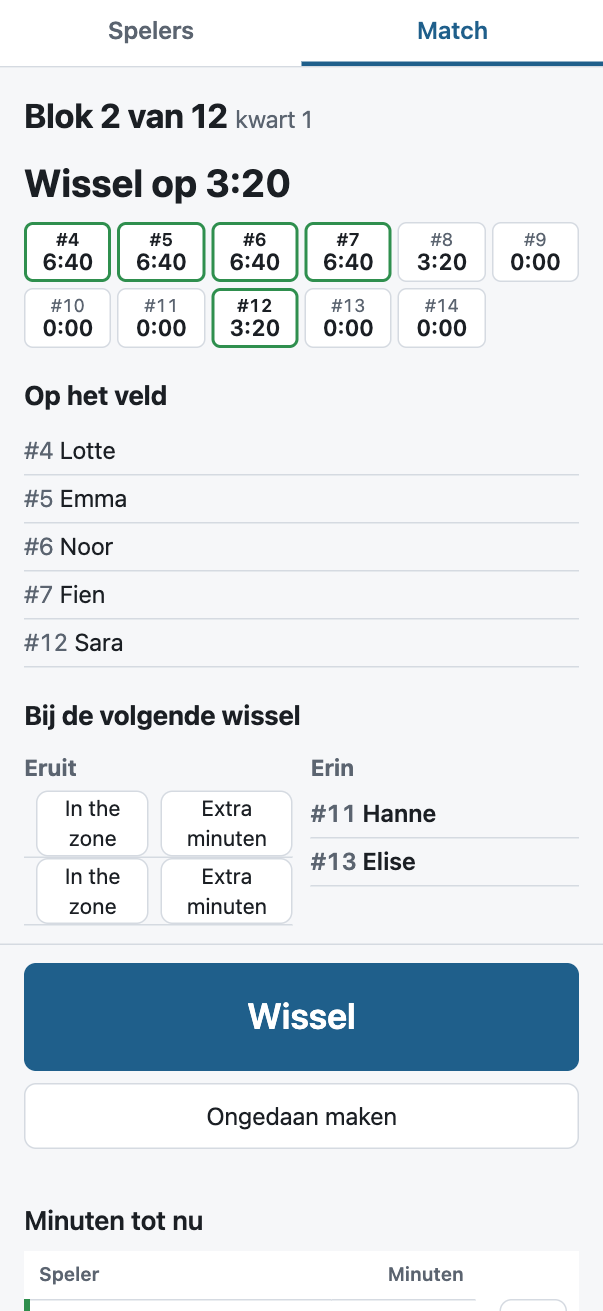 Spelers Match
Blok 2 van 12 kwart 1
Wissel op 3:20
#4 #5 #6 #7 #8 #9
6:40 6:40 6:40 6:40 3:20 0:00
#10 #11 #12 #13 #14
0:00 0:00 3:20 0:00 0:00
Op het veld
#4 Lotte
#5 Emma
#6 Noor
#7 Fien
#12 Sara
Bij de volgende wissel
Eruit
In the zone
Extra minuten
In the zone
Extra minuten
Erin
#11 Hanne
#13 Elise
Wissel
Ongedaan maken
Minuten tot nu
Speler Minuten